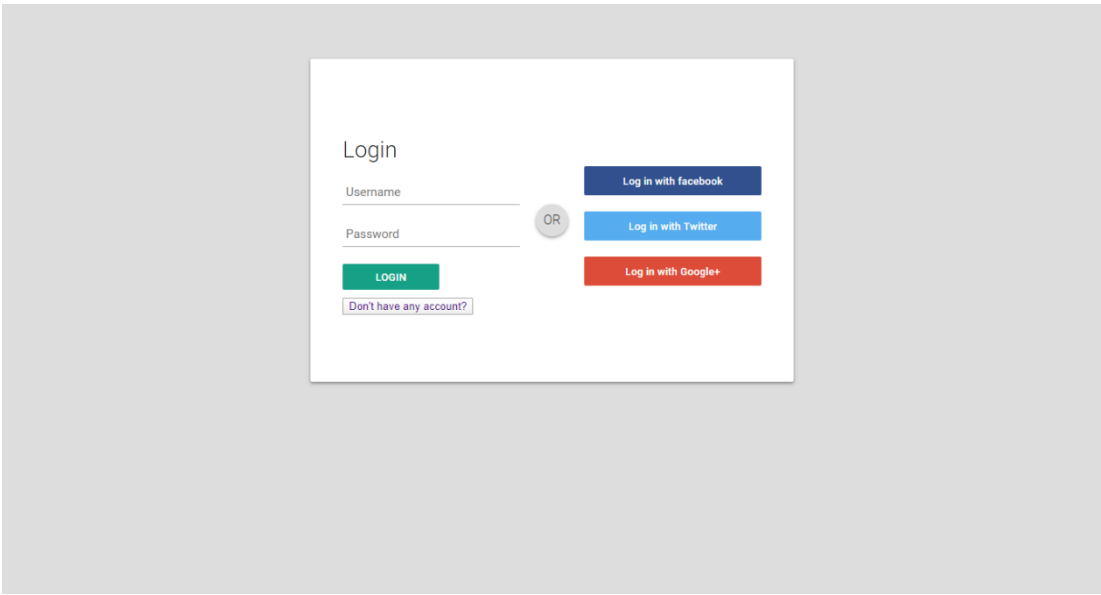 Login
Username
Password
LOGIN
Don't have any account?
OR
Log in with facebook
Log in with Twitter
Log in with Google+